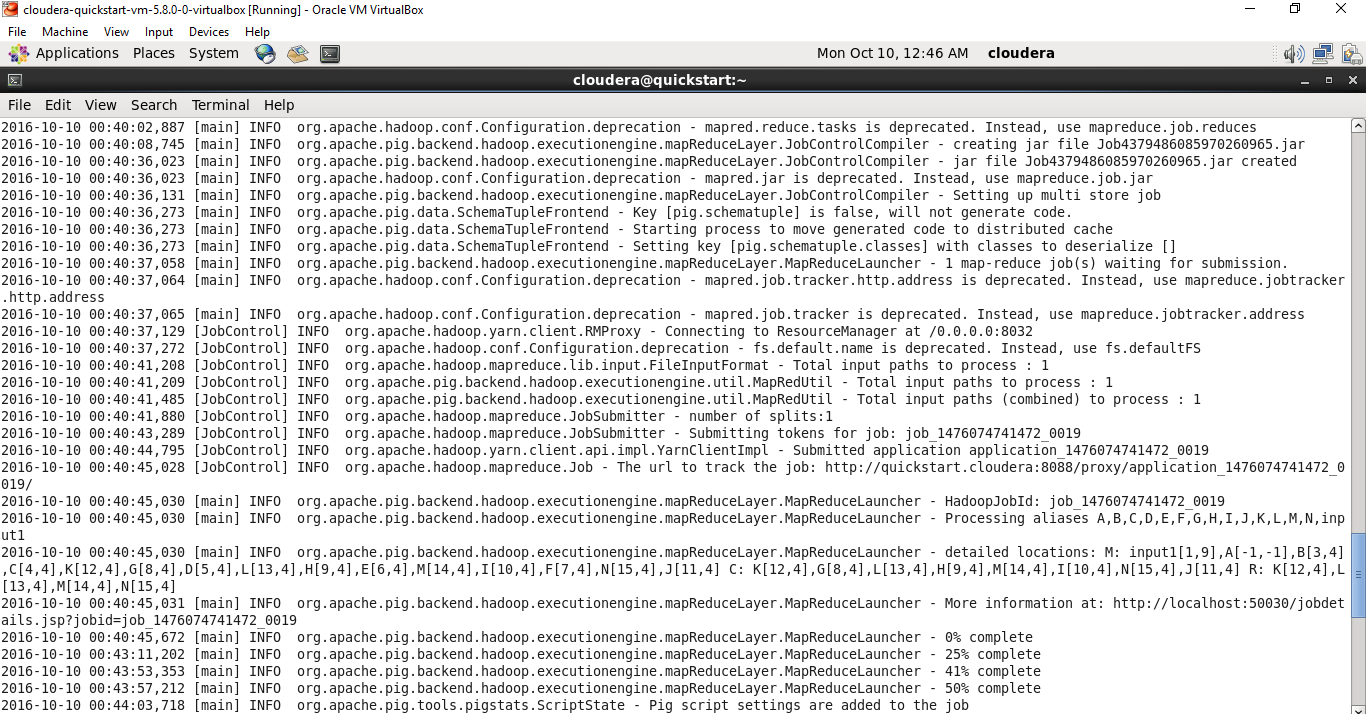 cloudera-quickstart-vm-5.8.0-0-virtualbox [Running] - Oracle VM VirtualBox
File Machine View Input Devices Help
Applications Places System Mon Oct 10, 12:46 AM cloudera
cloudera@quickstart:~
File Edit View Search Terminal Help
2016-10-10 00:40:02,887 [main] INFO  org.apache.hadoop.conf.Configuration.deprecation - mapred.reduce.tasks is deprecated. Instead, use mapreduce.job.reduces
2016-10-10 00:40:08,745 [main] INFO  org.apache.pig.backend.hadoop.executionengine.mapReduceLayer.JobControlCompiler - creating jar file Job4379486085970260965.jar
2016-10-10 00:40:36,023 [main] INFO  org.apache.pig.backend.hadoop.executionengine.mapReduceLayer.JobControlCompiler - jar file Job4379486085970260965.jar created
2016-10-10 00:40:36,023 [main] INFO  org.apache.hadoop.conf.Configuration.deprecation - mapred.jar is deprecated. Instead, use mapreduce.job.jar
2016-10-10 00:40:36,131 [main] INFO  org.apache.pig.backend.hadoop.executionengine.mapReduceLayer.JobControlCompiler - Setting up multi store job
2016-10-10 00:40:36,273 [main] INFO  org.apache.pig.data.SchemaTupleFrontend - Key [pig.schematuple] is false, will not generate code.
2016-10-10 00:40:36,273 [main] INFO  org.apache.pig.data.SchemaTupleFrontend - Starting process to move generated code to distributed cache
2016-10-10 00:40:36,273 [main] INFO  org.apache.pig.data.SchemaTupleFrontend - Setting key [pig.schematuple.classes] with classes to deserialize []
2016-10-10 00:40:37,058 [main] INFO  org.apache.pig.backend.hadoop.executionengine.mapReduceLayer.MapReduceLauncher - 1 map-reduce job(s) waiting for submission.
2016-10-10 00:40:37,064 [main] INFO  org.apache.hadoop.conf.Configuration.deprecation - mapred.job.tracker.http.address is deprecated. Instead, use mapreduce.jobtracker
.http.address
2016-10-10 00:40:37,065 [main] INFO  org.apache.hadoop.conf.Configuration.deprecation - mapred.job.tracker is deprecated. Instead, use mapreduce.jobtracker.address
2016-10-10 00:40:37,129 [JobControl] INFO  org.apache.hadoop.yarn.client.RMProxy - Connecting to ResourceManager at /0.0.0.0:8032
2016-10-10 00:40:37,272 [JobControl] INFO  org.apache.hadoop.conf.Configuration.deprecation - fs.default.name is deprecated. Instead, use fs.defaultFS
2016-10-10 00:40:41,208 [JobControl] INFO  org.apache.hadoop.mapreduce.lib.input.FileInputFormat - Total input paths to process : 1
2016-10-10 00:40:41,209 [JobControl] INFO  org.apache.pig.backend.hadoop.executionengine.util.MapRedUtil - Total input paths to process : 1
2016-10-10 00:40:41,485 [JobControl] INFO  org.apache.pig.backend.hadoop.executionengine.util.MapRedUtil - Total input paths (combined) to process : 1
2016-10-10 00:40:41,880 [JobControl] INFO  org.apache.hadoop.mapreduce.JobSubmitter - number of splits:1
2016-10-10 00:40:43,289 [JobControl] INFO  org.apache.hadoop.mapreduce.JobSubmitter - Submitting tokens for job: job_1476074741472_0019
2016-10-10 00:40:44,795 [JobControl] INFO  org.apache.hadoop.yarn.client.api.impl.YarnClientImpl - Submitted application application_1476074741472_0019
2016-10-10 00:40:45,028 [JobControl] INFO  org.apache.hadoop.mapreduce.Job - The url to track the job: http://quickstart.cloudera:8088/proxy/application_1476074741472_0
019/
2016-10-10 00:40:45,030 [main] INFO  org.apache.pig.backend.hadoop.executionengine.mapReduceLayer.MapReduceLauncher - HadoopJobId: job_1476074741472_0019
2016-10-10 00:40:45,030 [main] INFO  org.apache.pig.backend.hadoop.executionengine.mapReduceLayer.MapReduceLauncher - Processing aliases A,B,C,D,E,F,G,H,I,J,K,L,M,N,inp
ut1
2016-10-10 00:40:45,030 [main] INFO  org.apache.pig.backend.hadoop.executionengine.mapReduceLayer.MapReduceLauncher - detailed locations: M: input1[1,9],A[-1,-1],B[3,4]
,C[4,4],K[12,4],G[8,4],D[5,4],L[13,4],H[9,4],E[6,4],M[14,4],I[10,4],F[7,4],N[15,4],J[11,4] C: K[12,4],G[8,4],L[13,4],H[9,4],M[14,4],I[10,4],N[15,4],J[11,4] R: K[12,4],L
[13,4],M[14,4],N[15,4]
2016-10-10 00:40:45,031 [main] INFO  org.apache.pig.backend.hadoop.executionengine.mapReduceLayer.MapReduceLauncher - More information at: http://localhost:50030/jobdet
ails.jsp?jobid=job_1476074741472_0019
2016-10-10 00:40:45,672 [main] INFO  org.apache.pig.backend.hadoop.executionengine.mapReduceLayer.MapReduceLauncher - 0% complete
2016-10-10 00:43:11,202 [main] INFO  org.apache.pig.backend.hadoop.executionengine.mapReduceLayer.MapReduceLauncher - 25% complete
2016-10-10 00:43:53,353 [main] INFO  org.apache.pig.backend.hadoop.executionengine.mapReduceLayer.MapReduceLauncher - 41% complete
2016-10-10 00:43:57,212 [main] INFO  org.apache.pig.backend.hadoop.executionengine.mapReduceLayer.MapReduceLauncher - 50% complete
2016-10-10 00:44:03,718 [main] INFO  org.apache.pig.tools.pigstats.ScriptState - Pig script settings are added to the job